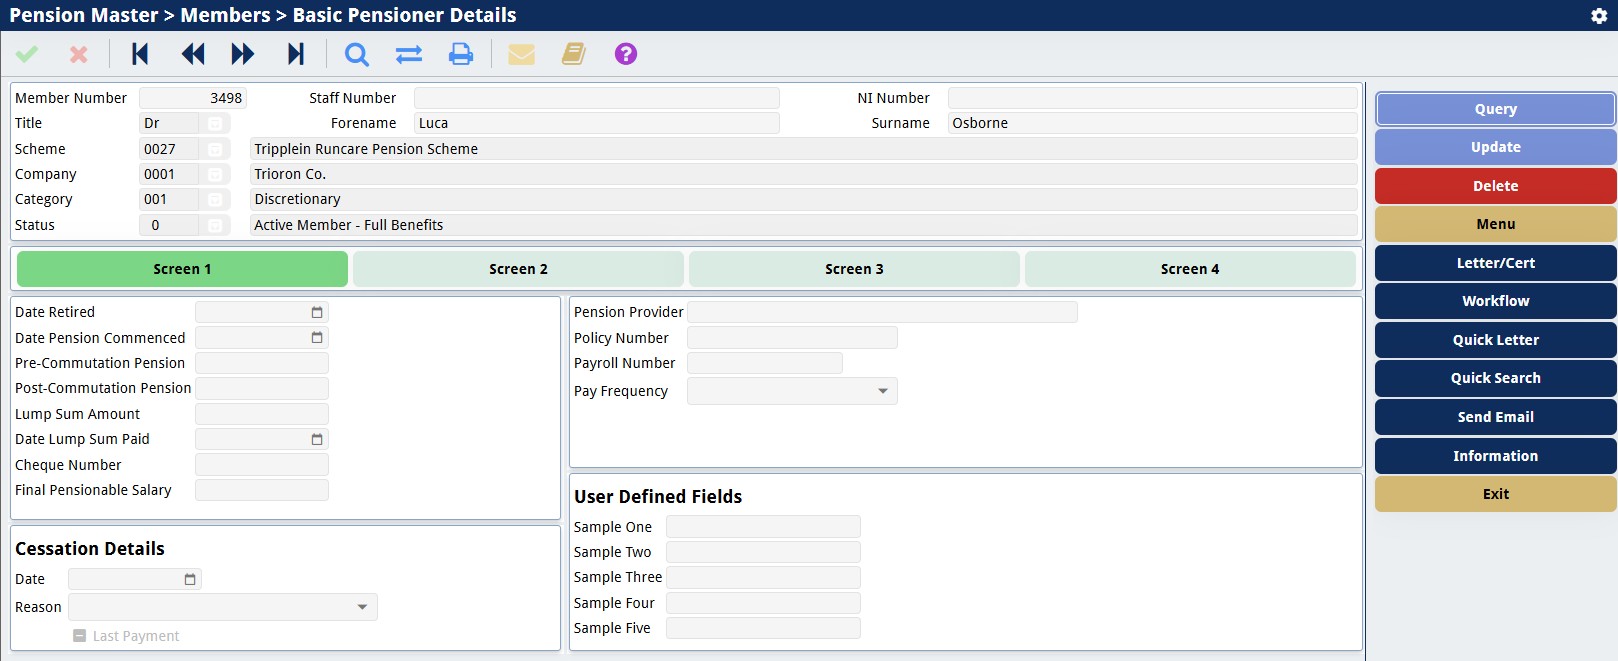 Pension Master > Members > Basic Pensioner Details
?
Member Number 3498 Staff Number NI Number
Title Dr Forename Luca Surname Osborne
Scheme 0027 Tripplein Runcare Pension Scheme
Company 0001 Trioron Co.
Category 001 Discretionary
Status 0 Active Member - Full Benefits
Screen 1 Screen 2 Screen 3 Screen 4
Date Retired
Date Pension Commenced
Pre-Commutation Pension
Post-Commutation Pension
Lump Sum Amount
Date Lump Sum Paid
Cheque Number
Final Pensionable Salary
Cessation Details
Date
Reason
Last Payment
Pension Provider
Policy Number
Payroll Number
Pay Frequency
User Defined Fields
Sample One
Sample Two
Sample Three
Sample Four
Sample Five
Query
Update
Delete
Menu
Letter/Cert
Workflow
Quick Letter
Quick Search
Send Email
Information
Exit